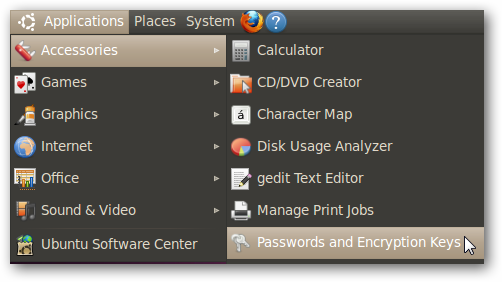 Applications Places System ?
Accessories
Games
Graphics
Internet
Office
Sound & Video
Ubuntu Software Center
Calculator
CD/DVD Creator
á Character Map
Disk Usage Analyzer
gedit Text Editor
Manage Print Jobs
Passwords and Encryption Keys